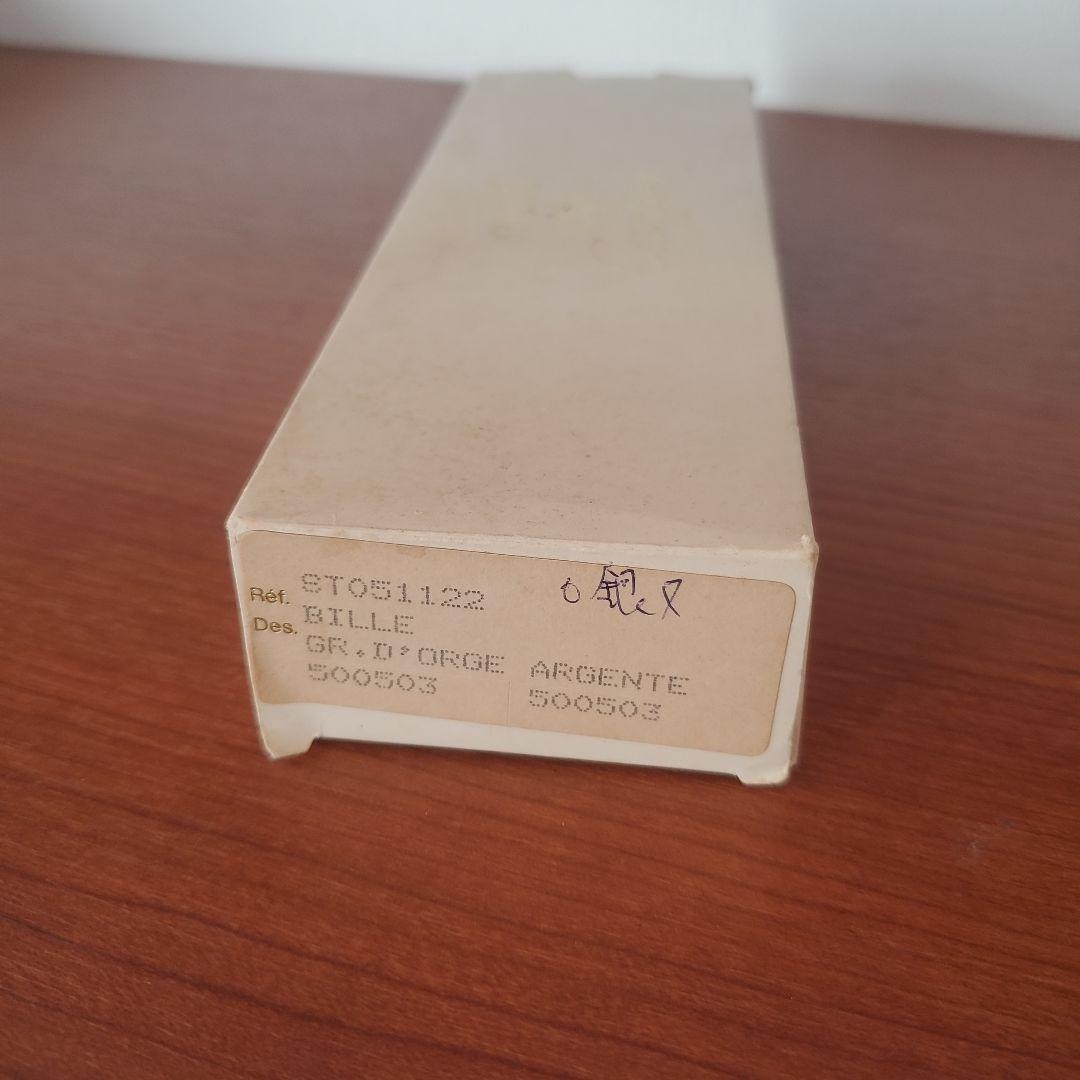 Réf. ST051122
Des. BILLE
GR.D'ORGE ARGENTE
500503 500503